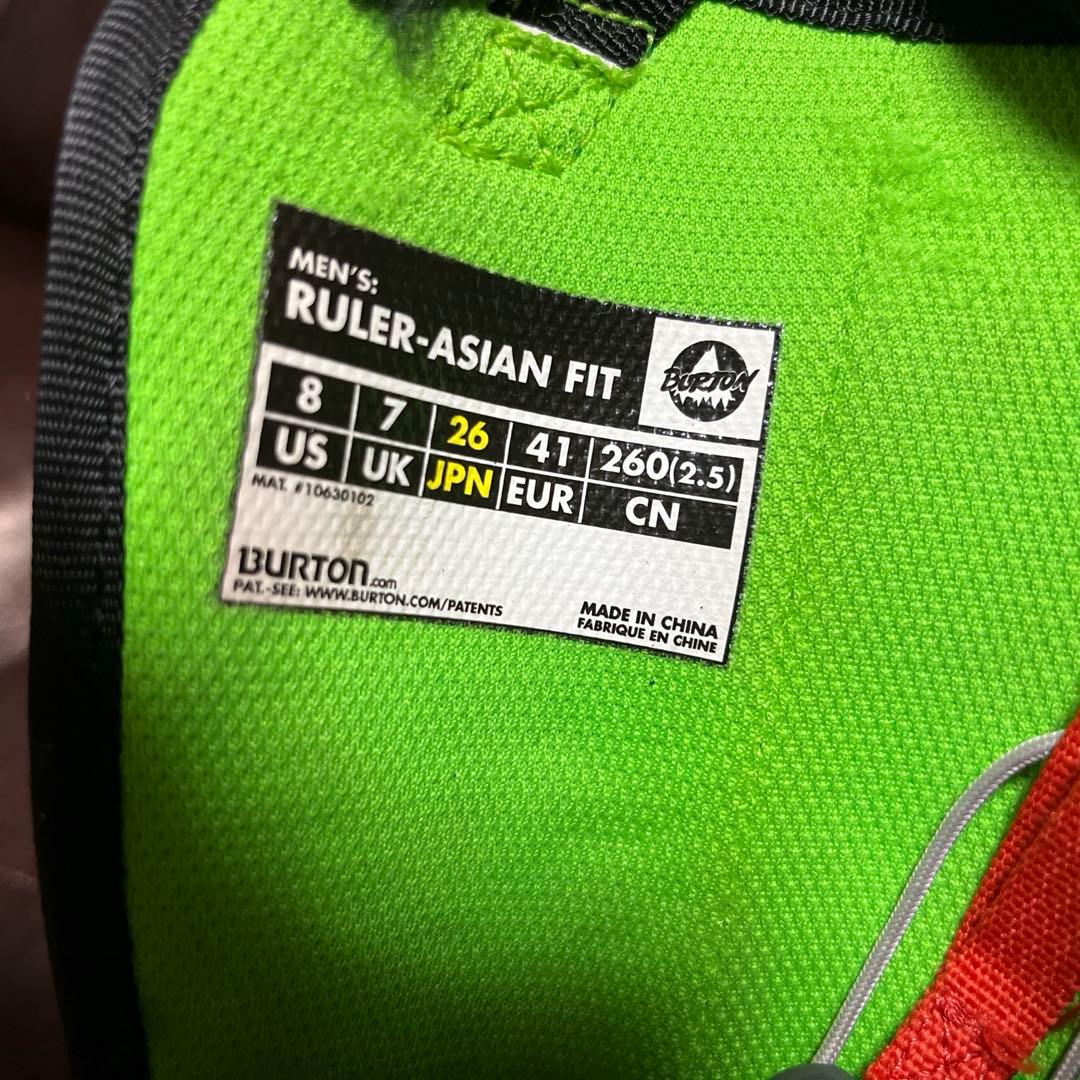 MEN'S:
RULER-ASIAN FIT
BURTON
8 7 26 41 260(2.5)
US UK JPN EUR CN
MAT. #10630102
BURTON.com
PAT.-SEE: WWW.BURTON.COM/PATENTS
MADE IN CHINA
FABRIQUE EN CHINE